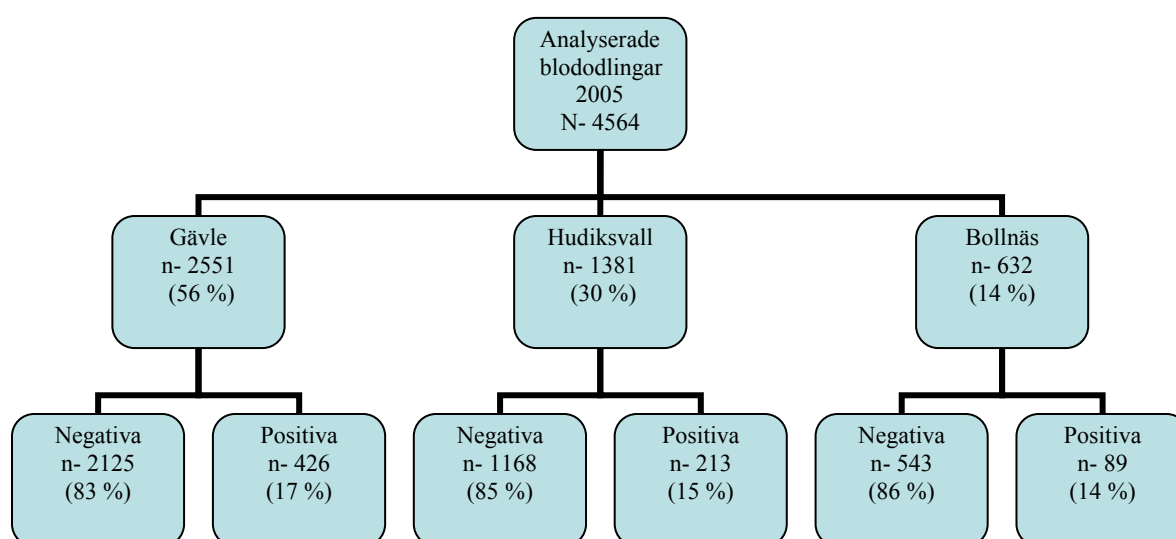 Analyserade
blododlingar
2005
N- 4564
Gävle
n- 2551
(56 %)
Hudiksvall
n- 1381
(30 %)
Bollnäs
n- 632
(14 %)
Negativa
n- 2125
(83 %)
Positiva
n- 426
(17 %)
Negativa
n- 1168
(85 %)
Positiva
n- 213
(15 %)
Negativa
n- 543
(86 %)
Positiva
n- 89
(14 %)